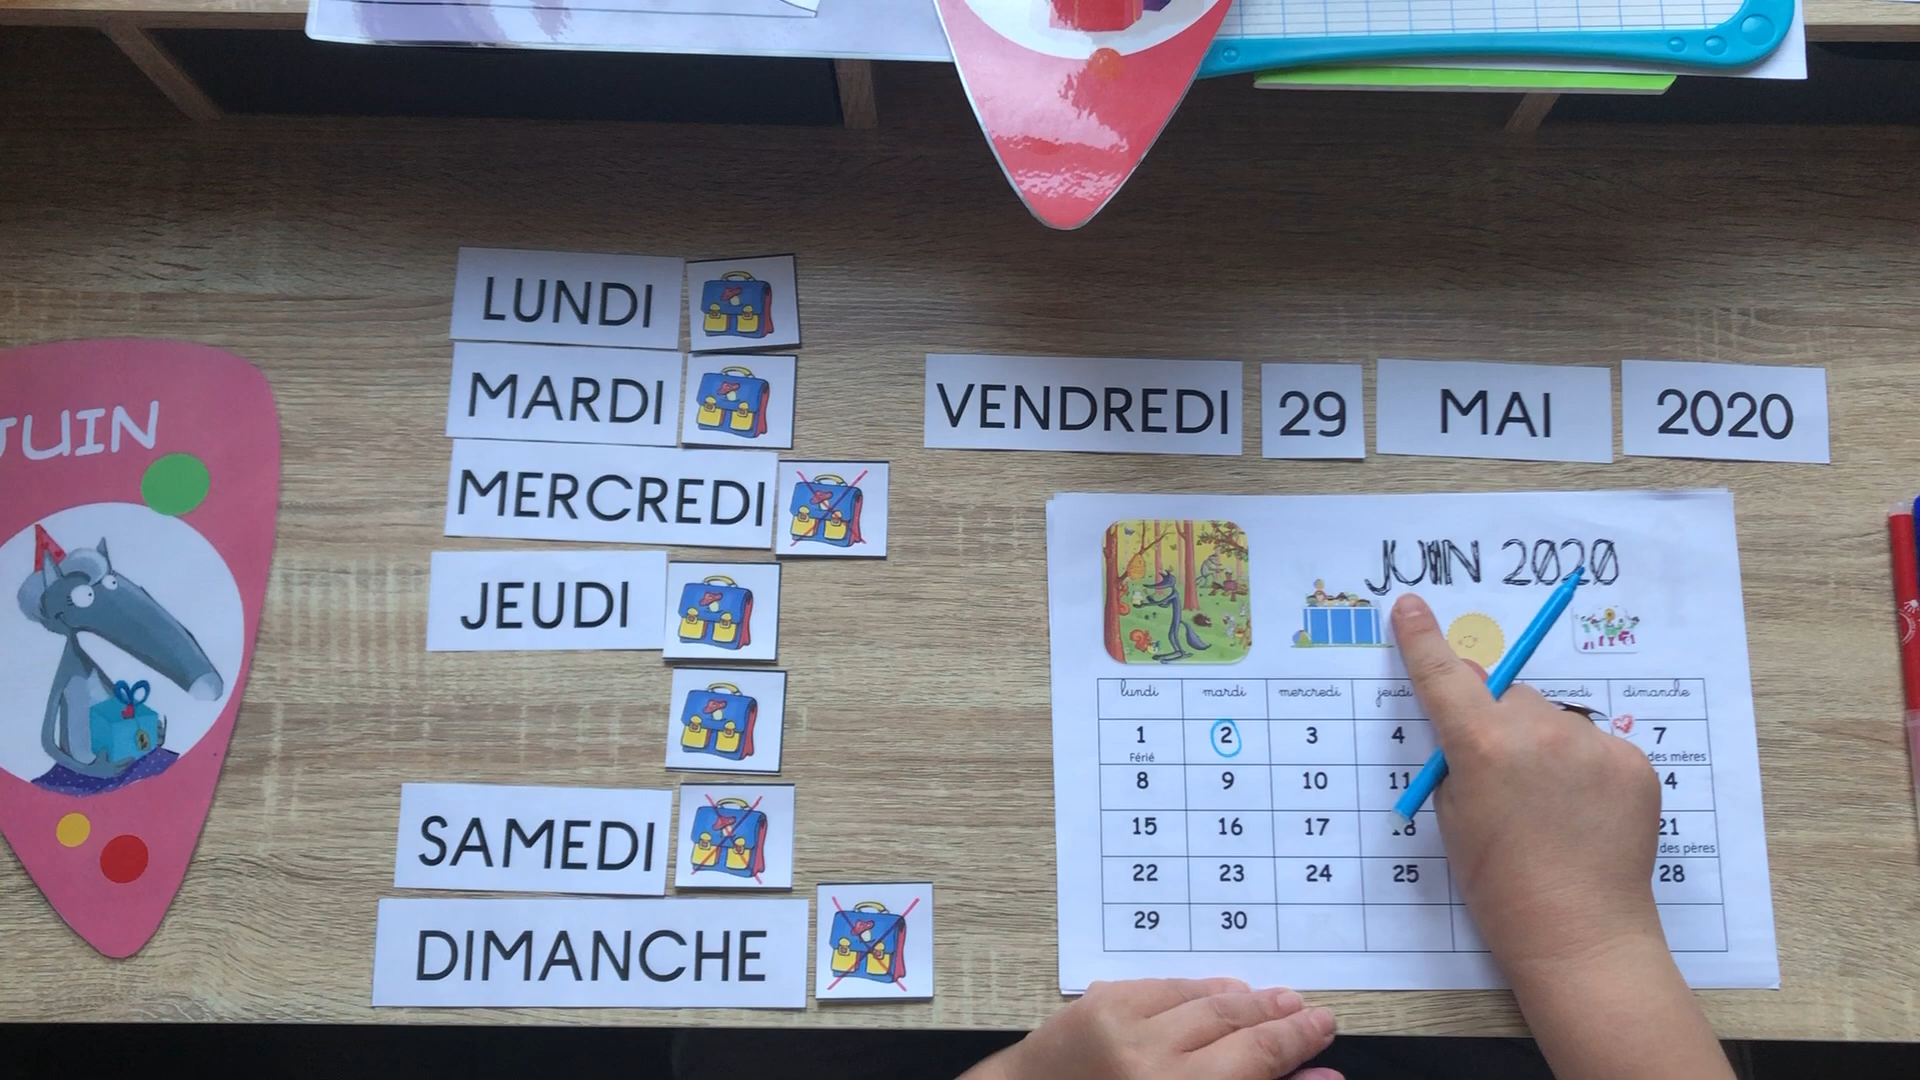 JUIN
LUNDI
MARDI
MERCREDI
JEUDI
SAMEDI
DIMANCHE
VENDREDI 29 MAI 2020
JUIN 2020
lundi mardi mercredi jeudi samedi dimanche
1 2 3 4 7
Férié des mères
8 9 10 11
15 16 17 18 21
des pères
22 23 24 25 28
29 30